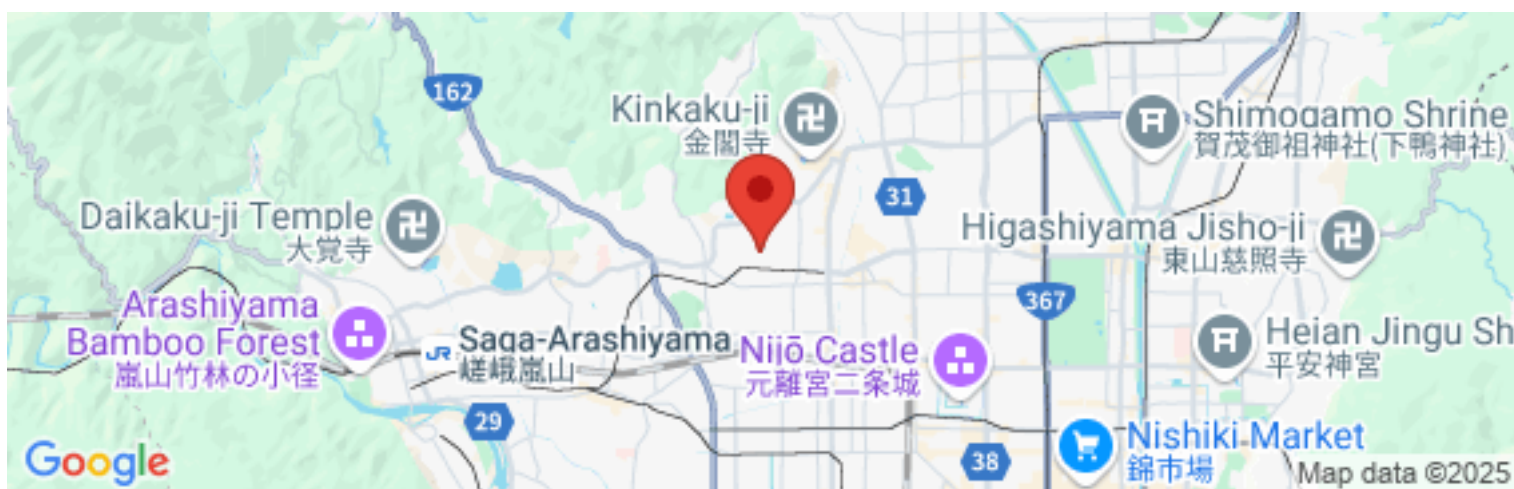 162
Kinkaku-ji
金閣寺
Shimogamo Shrine
賀茂御祖神社(下鴨神社)
31
Daikaku-ji Temple
大覚寺
Higashiyama Jisho-ji
東山慈照寺
367
Arashiyama
Bamboo Forest
嵐山竹林の小径
JR
Saga-Arashiyama
嵯峨嵐山
Nijō Castle
元離宮二条城
Heian Jingu Sh
平安神宮
29
38
Nishiki Market
錦市場
Google
Map data ©2025